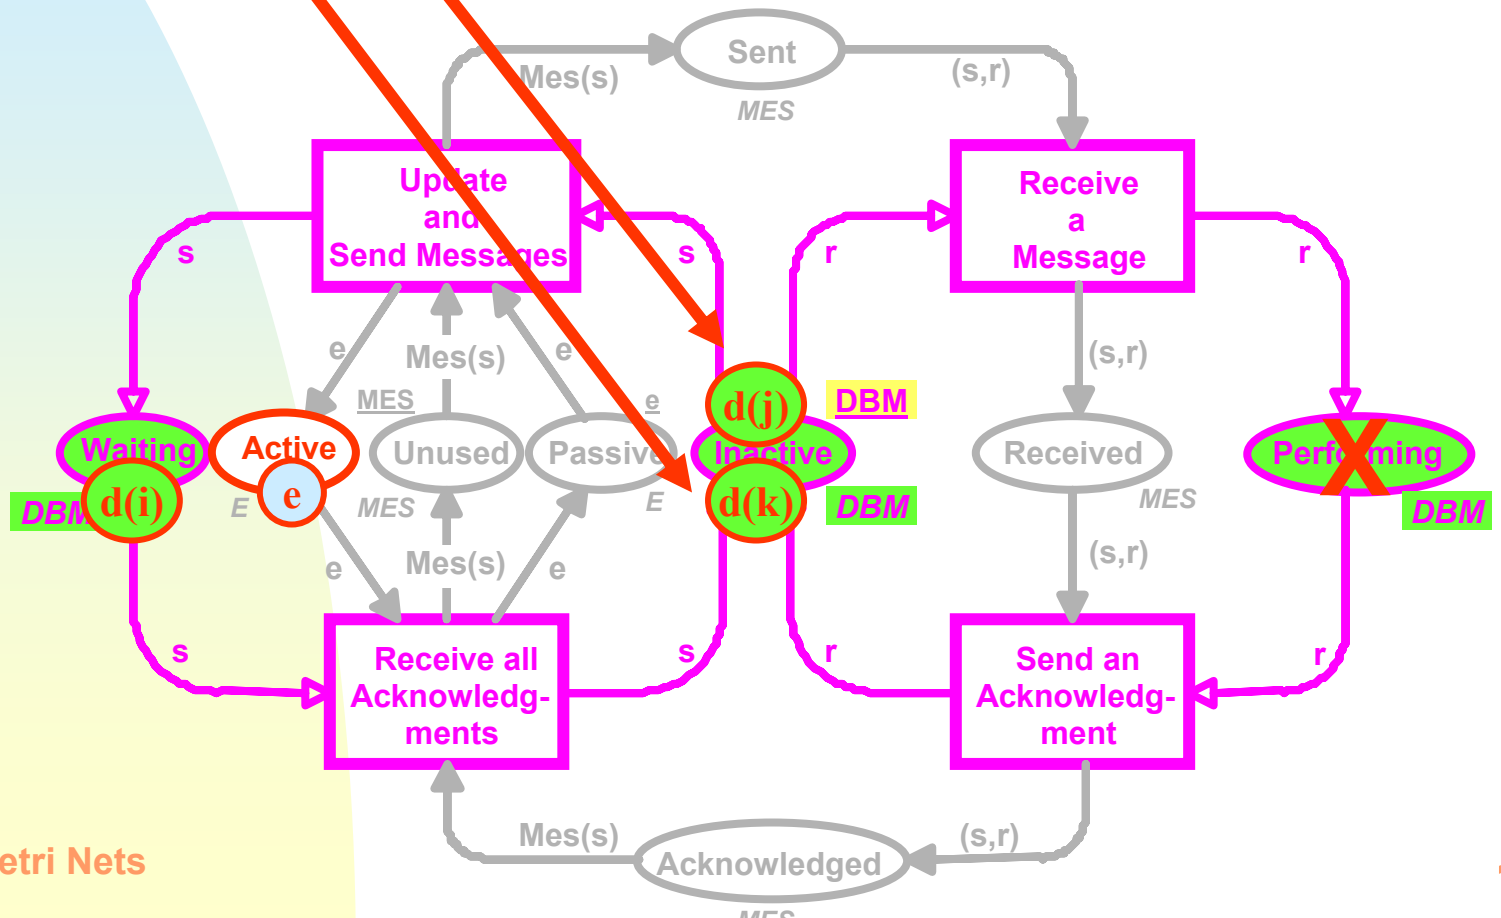 Sent
Mes(s)
(s,r)
MES
Update
and
Send Messages
Receive
a
Message
s
s
r
r
e
Mes(s)
e
(s,r)
MES
e
d(j)
DBM
Waiting
Active
Unused
Passive
Inactive
Received
Performing
X
DBM
d(i)
E
e
MES
E
d(k)
DBM
MES
DBM
e
Mes(s)
e
(s,r)
s
s
r
r
Receive all
Acknowledg-
ments
Send an
Acknowledg-
ment
Mes(s)
(s,r)
Acknowledged
etri Nets
MES